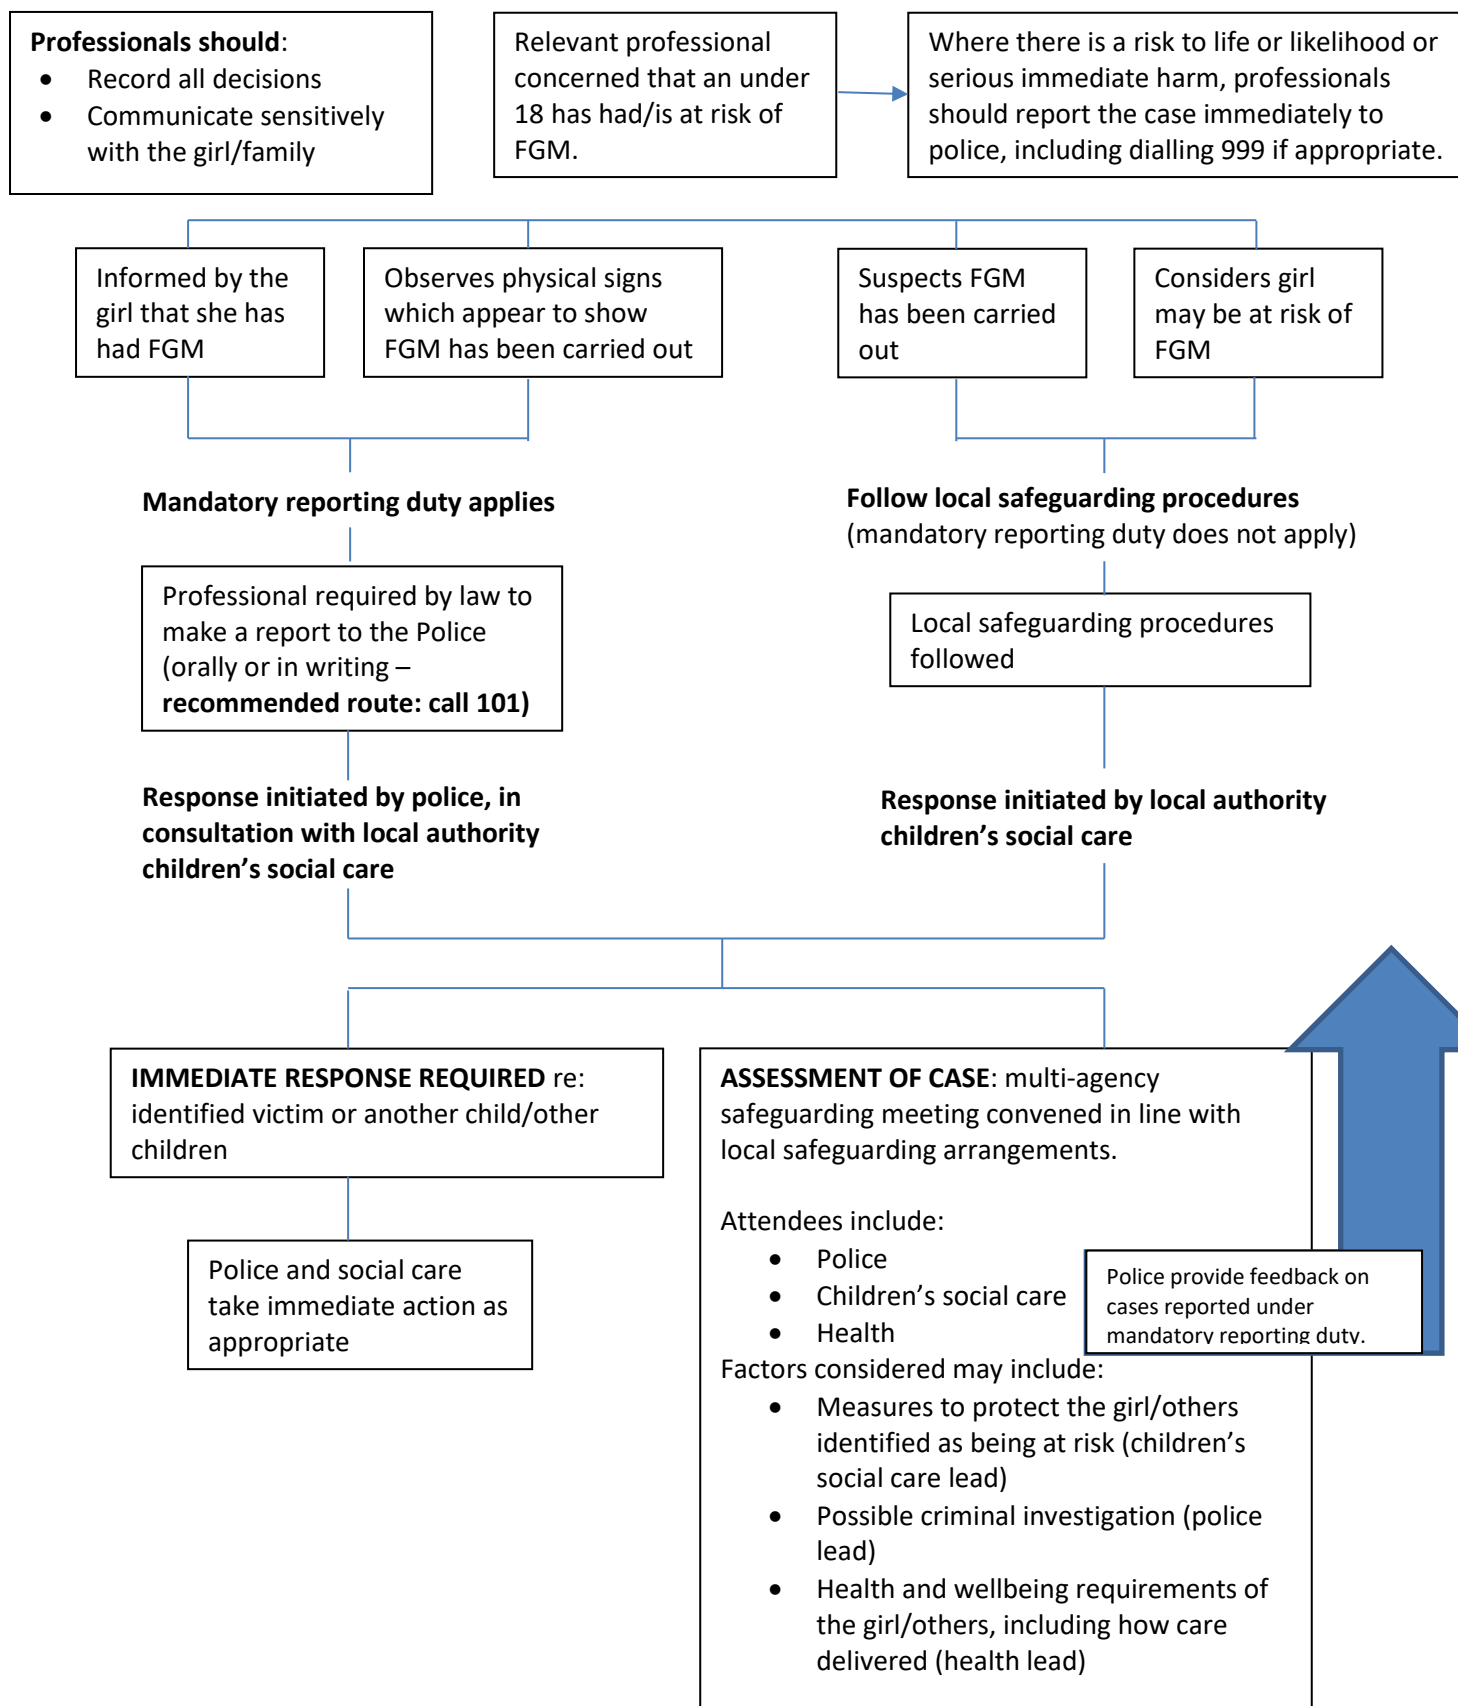 Professionals should:
• Record all decisions
• Communicate sensitively
with the girl/family
Relevant professional
concerned that an under
18 has had/is at risk of
FGM.
Where there is a risk to life or likelihood or
serious immediate harm, professionals
should report the case immediately to
police, including dialling 999 if appropriate.
Informed by the
girl that she has
had FGM
Observes physical signs
which appear to show
FGM has been carried out
Suspects FGM
has been carried
out
Considers girl
may be at risk of
FGM
Mandatory reporting duty applies
Follow local safeguarding procedures
(mandatory reporting duty does not apply)
Professional required by law to
make a report to the Police
(orally or in writing –
recommended route: call 101)
Local safeguarding procedures
followed
Response initiated by police, in
consultation with local authority
children’s social care
Response initiated by local authority
children’s social care
IMMEDIATE RESPONSE REQUIRED re:
identified victim or another child/other
children
Police and social care
take immediate action as
appropriate
ASSESSMENT OF CASE: multi-agency
safeguarding meeting convened in line with
local safeguarding arrangements.
Attendees include:
• Police
• Children’s social care
• Health
Police provide feedback on
cases reported under
mandatory reporting duty.
Factors considered may include:
• Measures to protect the girl/others
identified as being at risk (children’s
social care lead)
• Possible criminal investigation (police
lead)
• Health and wellbeing requirements of
the girl/others, including how care
delivered (health lead)